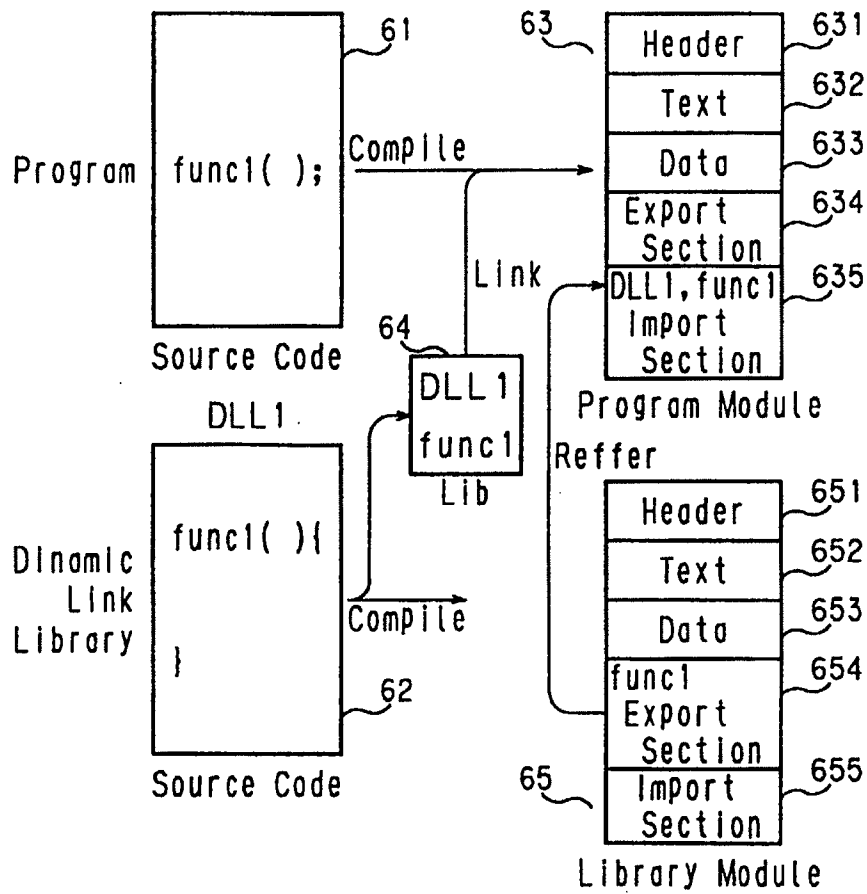 61
Program
func1( );
Source Code
Compile
Link
64
DLL1
func1
Lib
63
Header
631
Text
632
Data
633
Export
Section
634
DLL1,func1
Import
Section
635
Program Module
Reffer
DLL1
Dinamic
Link
Library
func1( ){
}
62
Source Code
Compile
Header
651
Text
652
Data
653
func1
Export
Section
654
65
Import
Section
655
Library Module